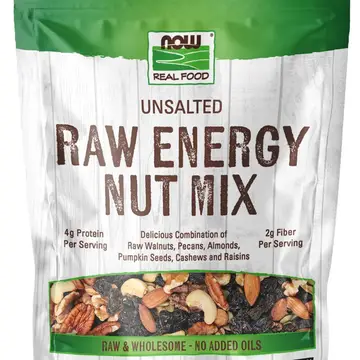 NOW
REAL FOOD
UNSALTED
RAW ENERGY
NUT MIX
4g Protein
Per Serving
Delicious Combination of
Raw Walnuts, Pecans, Almonds,
Pumpkin Seeds, Cashews and Raisins
2g Fiber
Per Serving
RAW & WHOLESOME - NO ADDED OILS